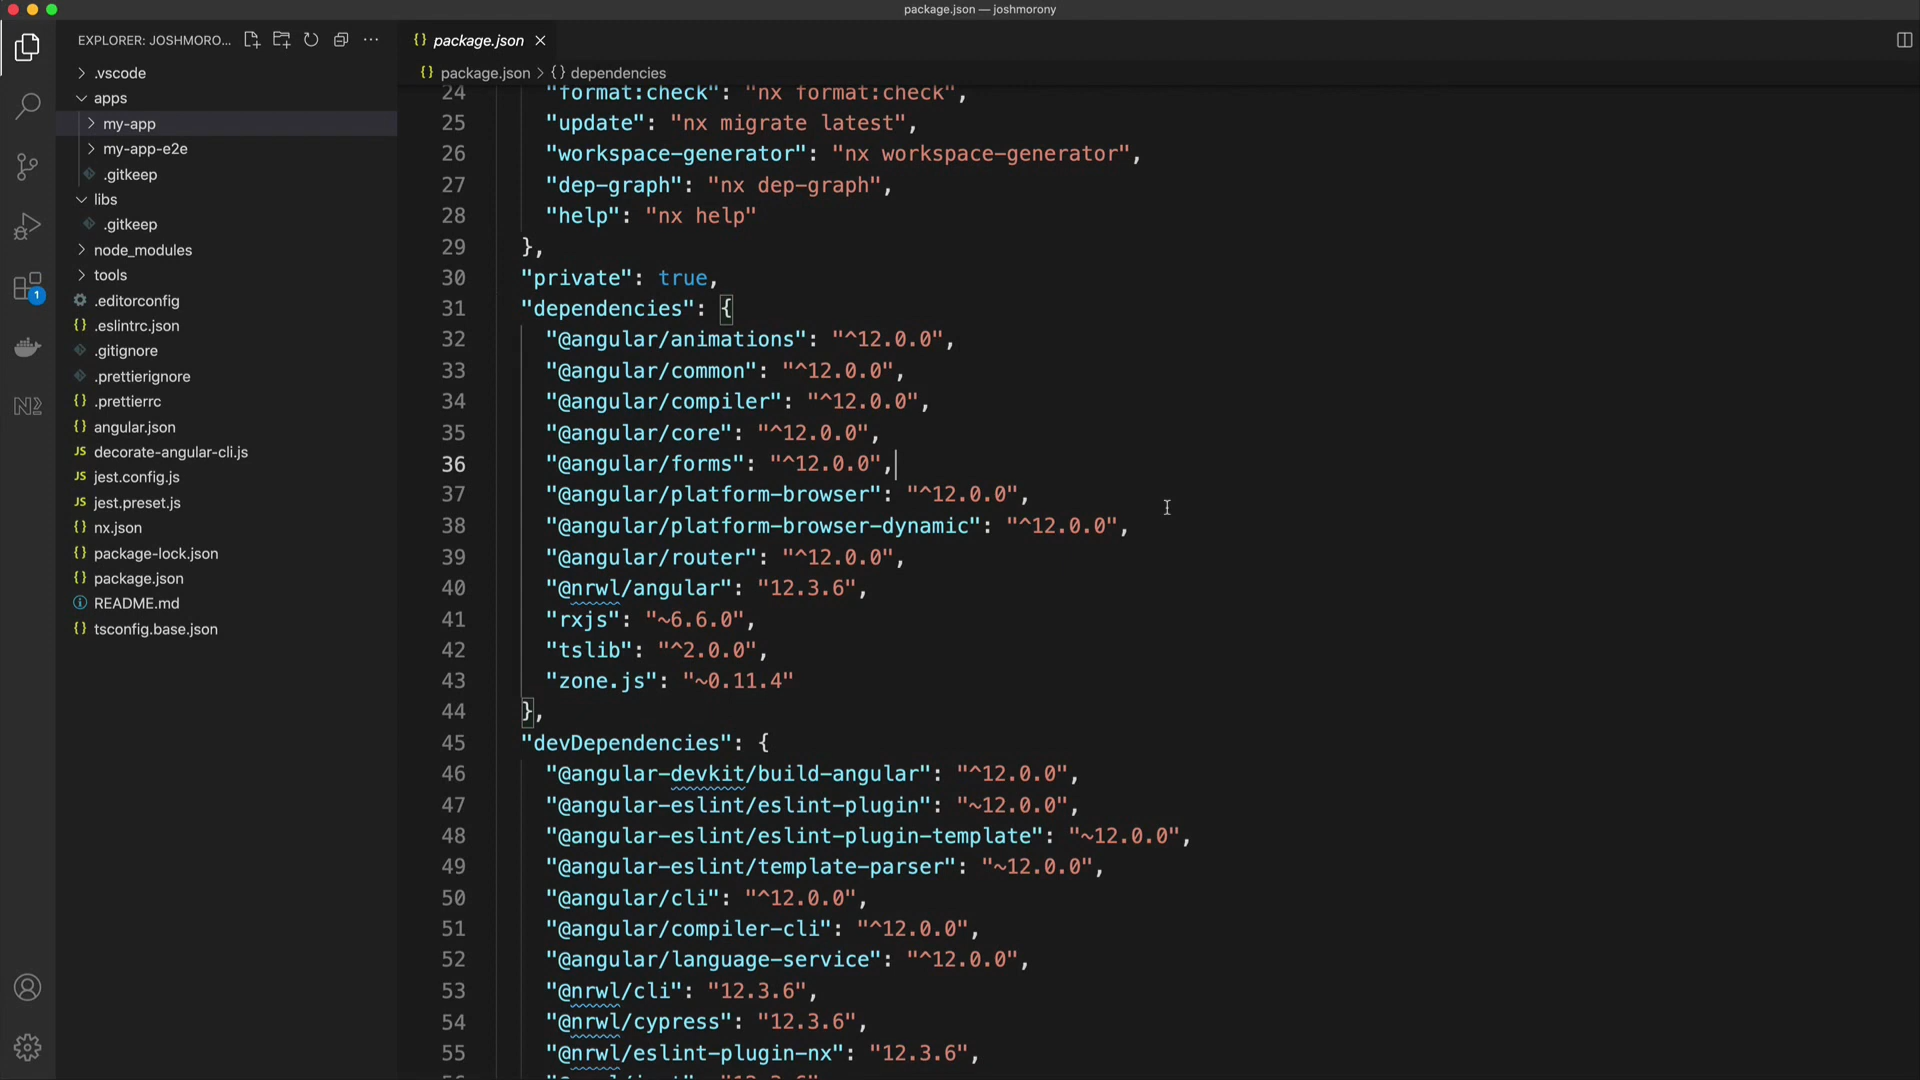 package.json — joshmorony
EXPLORER: JOSHMORO...
.vscode
apps
my-app
my-app-e2e
.gitkeep
libs
.gitkeep
node_modules
tools
.editorconfig
{} .eslintrc.json
.gitignore
.prettierignore
{} .prettierrc
{} angular.json
JS decorate-angular-cli.js
JS jest.config.js
JS jest.preset.js
{} nx.json
{} package-lock.json
{} package.json
README.md
{} tsconfig.base.json
1
N2
{} package.json
{} package.json > {} dependencies
24 "format:check": "nx format:check",
25 "update": "nx migrate latest",
26 "workspace-generator": "nx workspace-generator",
27 "dep-graph": "nx dep-graph",
28 "help": "nx help"
29 },
30 "private": true,
31 "dependencies": {
32 "@angular/animations": "^12.0.0",
33 "@angular/common": "^12.0.0",
34 "@angular/compiler": "^12.0.0",
35 "@angular/core": "^12.0.0",
36 "@angular/forms": "^12.0.0",
37 "@angular/platform-browser": "^12.0.0",
38 "@angular/platform-browser-dynamic": "^12.0.0",
39 "@angular/router": "^12.0.0",
40 "@nrwl/angular": "12.3.6",
41 "rxjs": "~6.6.0",
42 "tslib": "^2.0.0",
43 "zone.js": "~0.11.4"
44 },
45 "devDependencies": {
46 "@angular-devkit/build-angular": "^12.0.0",
47 "@angular-eslint/eslint-plugin": "~12.0.0",
48 "@angular-eslint/eslint-plugin-template": "~12.0.0",
49 "@angular-eslint/template-parser": "~12.0.0",
50 "@angular/cli": "^12.0.0",
51 "@angular/compiler-cli": "^12.0.0",
52 "@angular/language-service": "^12.0.0",
53 "@nrwl/cli": "12.3.6",
54 "@nrwl/cypress": "12.3.6",
55 "@nrwl/eslint-plugin-nx": "12.3.6",